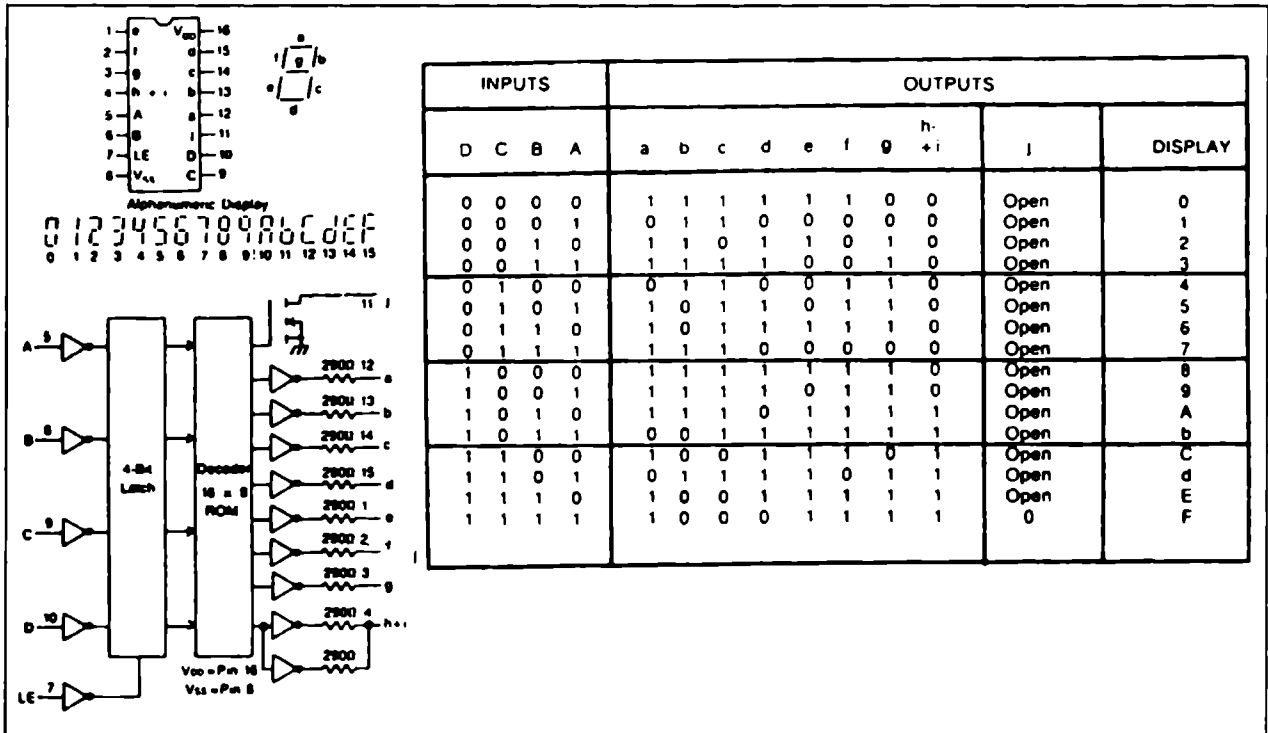 1 e V_DD 16
2 f d 15
3 g c 14
4 h + i b 13
5 A a 12
6 B j 11
7 LE D 10
8 V_SS C 9
a
f g b
e c
d
Alphanumeric Display
0 1 2 3 4 5 6 7 8 9 A b C d E F
0 1 2 3 4 5 6 7 8 9 10 11 12 13 14 15
11 j
A 5
290Ω 12 a
290Ω 13 b
B 6
290Ω 14 c
4-Bit
Latch
Decoder
16 x 8
ROM
290Ω 15 d
290Ω 1 e
C 9
290Ω 2 f
290Ω 3 g
D 10
290Ω 4 h+i
290Ω
V_DD = Pin 16
V_SS = Pin 8
LE 7
INPUTS OUTPUTS
D C B A a b c d e f g h- + i j DISPLAY
0 0 0 0 1 1 1 1 1 1 0 0 Open 0
0 0 0 1 0 1 1 0 0 0 0 0 Open 1
0 0 1 0 1 1 0 1 1 0 1 0 Open 2
0 0 1 1 1 1 1 1 0 0 1 0 Open 3
0 1 0 0 0 1 1 0 0 1 1 0 Open 4
0 1 0 1 1 0 1 1 0 1 1 0 Open 5
0 1 1 0 1 0 1 1 1 1 1 0 Open 6
0 1 1 1 1 1 1 0 0 0 0 0 Open 7
1 0 0 0 1 1 1 1 1 1 1 0 Open 8
1 0 0 1 1 1 1 1 0 1 1 0 Open 9
1 0 1 0 1 1 1 0 1 1 1 1 Open A
1 0 1 1 0 0 1 1 1 1 1 1 Open b
1 1 0 0 1 0 0 1 1 1 0 1 Open C
1 1 0 1 0 1 1 1 1 0 1 1 Open d
1 1 1 0 1 0 0 1 1 1 1 1 Open E
1 1 1 1 1 0 0 0 1 1 1 1 0 F